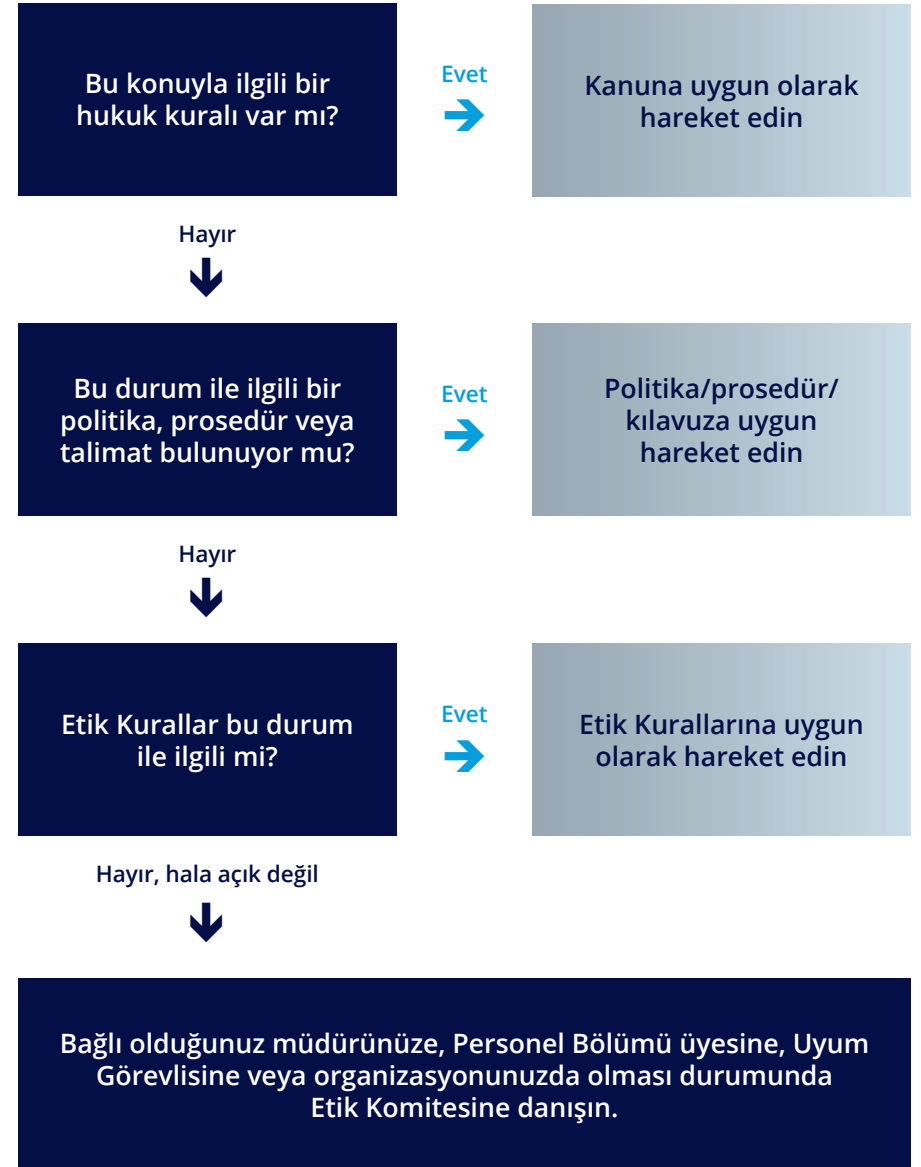 Bu konuyla ilgili bir
hukuk kuralı var mı?
Evet
Kanuna uygun olarak
hareket edin
Hayır
Bu durum ile ilgili bir
politika, prosedür veya
talimat bulunuyor mu?
Evet
Politika/prosedür/
kılavuza uygun
hareket edin
Hayır
Etik Kurallar bu durum
ile ilgili mi?
Evet
Etik Kurallarına uygun
olarak hareket edin
Hayır, hala açık değil
Bağlı olduğunuz müdürünüze, Personel Bölümü üyesine, Uyum
Görevlisine veya organizasyonunuzda olması durumunda
Etik Komitesine danışın.